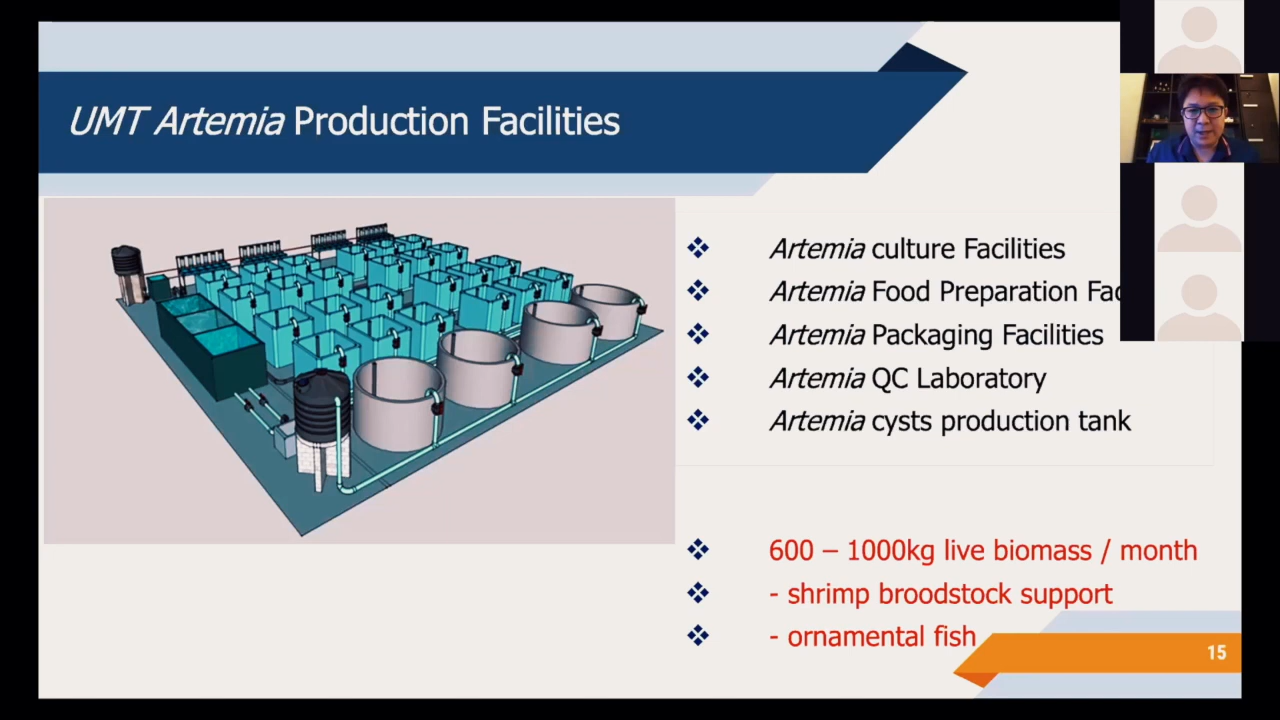 UMT Artemia Production Facilities
Artemia culture Facilities
Artemia Food Preparation
Artemia Packaging Facilities
Artemia QC Laboratory
Artemia cysts production tank
600 – 1000kg live biomass / month
- shrimp broodstock support
- ornamental fish
15